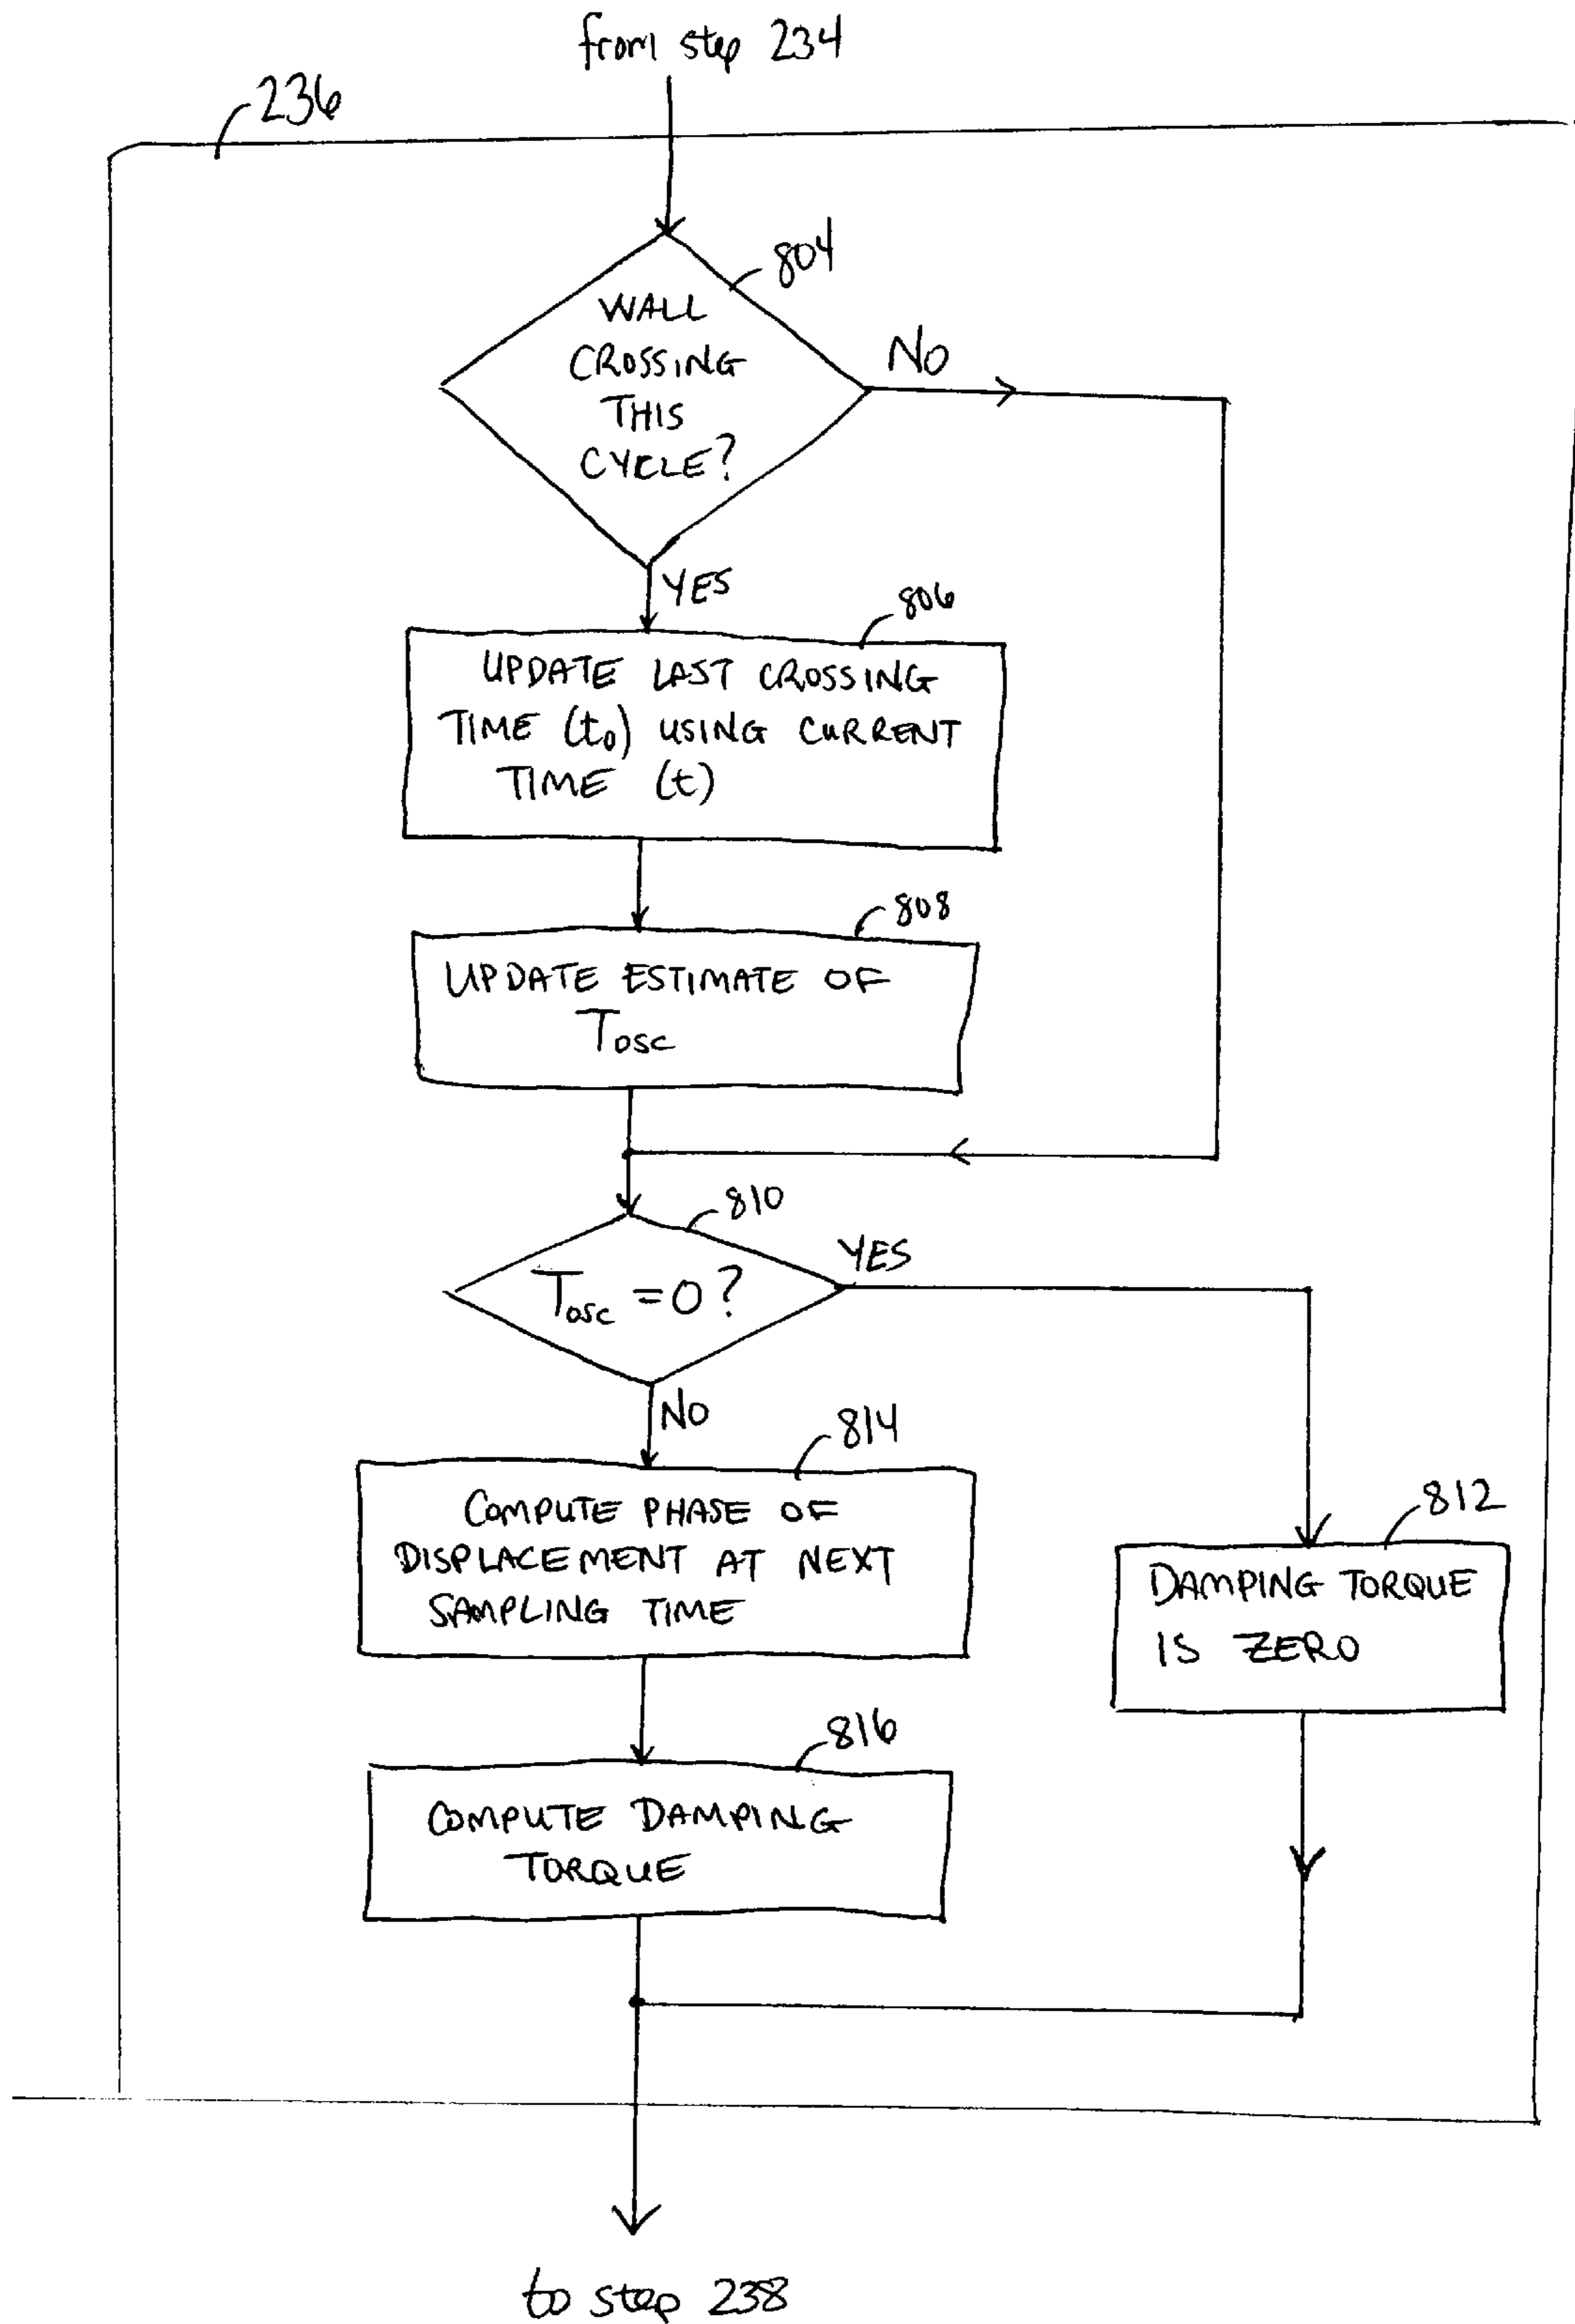 from step 234
236
804
WALL
CROSSING
THIS
CYCLE?
NO
YES
806
UPDATE LAST CROSSING
TIME (t₀) USING CURRENT
TIME (t)
808
UPDATE ESTIMATE OF
Tosc
810
Tosc = 0?
YES
NO
814
COMPUTE PHASE OF
DISPLACEMENT AT NEXT
SAMPLING TIME
812
DAMPING TORQUE
IS ZERO
816
COMPUTE DAMPING
TORQUE
to step 238